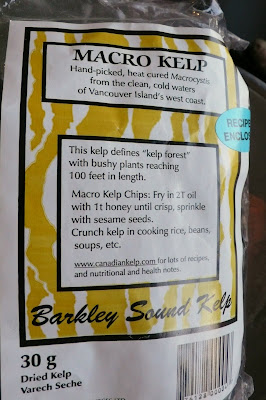 MACRO KELP
Hand-picked, heat cured Macrocystis
from the clean, cold waters
of Vancouver Island's west coast.
RECIPE
ENCLOS
This kelp defines "kelp forest"
with bushy plants reaching
100 feet in length.
Macro Kelp Chips: Fry in 2T oil
with 1t honey until crisp, sprinkle
with sesame seeds.
Crunch kelp in cooking rice, beans,
soups, etc.
www.canadiankelp.com for lots of recipes,
and nutritional and health notes.
Barkley Sound Kelp
30 g
Dried Kelp
Varech Seche